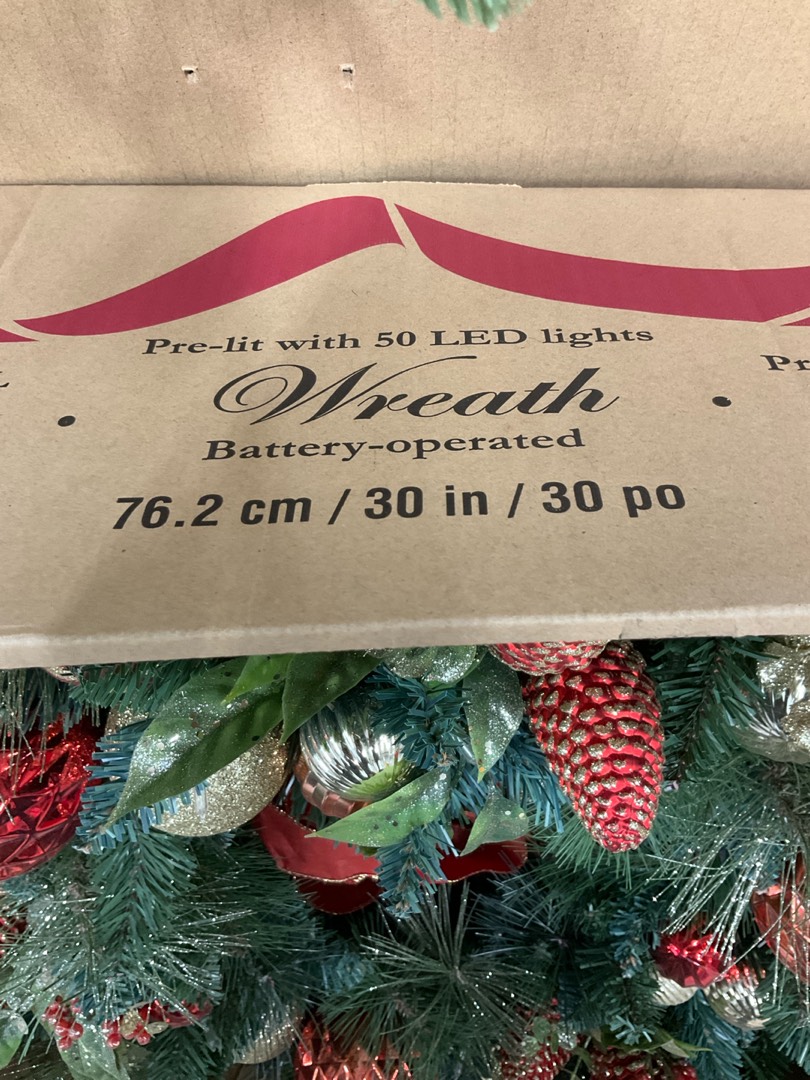 Pre-lit with 50 LED lights
Wreath
Battery-operated
76.2 cm / 30 in / 30 po